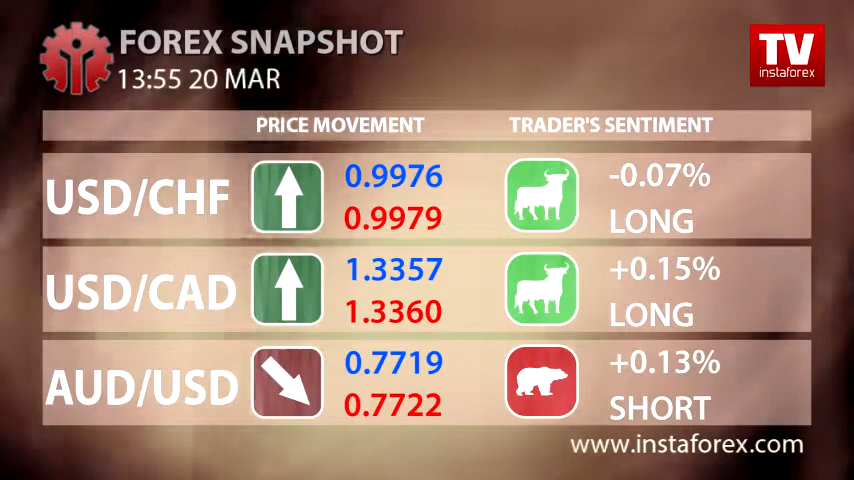 FOREX SNAPSHOT
13:55 20 MAR
TV
instaforex
PRICE MOVEMENT TRADER'S SENTIMENT
USD/CHF
0.9976
0.9979
-0.07%
LONG
USD/CAD
1.3357
1.3360
+0.15%
LONG
AUD/USD
0.7719
0.7722
+0.13%
SHORT
www.instaforex.com